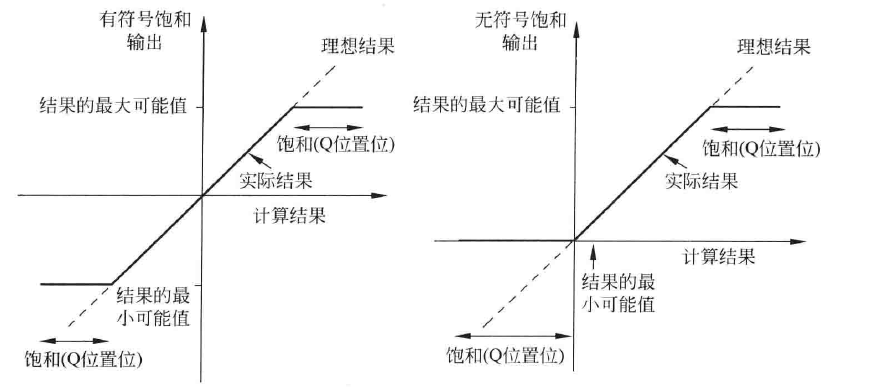 有符号饱和
输出
理想结果
结果的最大可能值
饱和(Q位置位)
实际结果
计算结果
结果的最
小可能值
饱和(Q位置位)
无符号饱和
输出
理想结果
结果的最大可能值
饱和(Q位置位)
实际结果
计算结果
结果的最
小可能值
饱和(Q位置位)